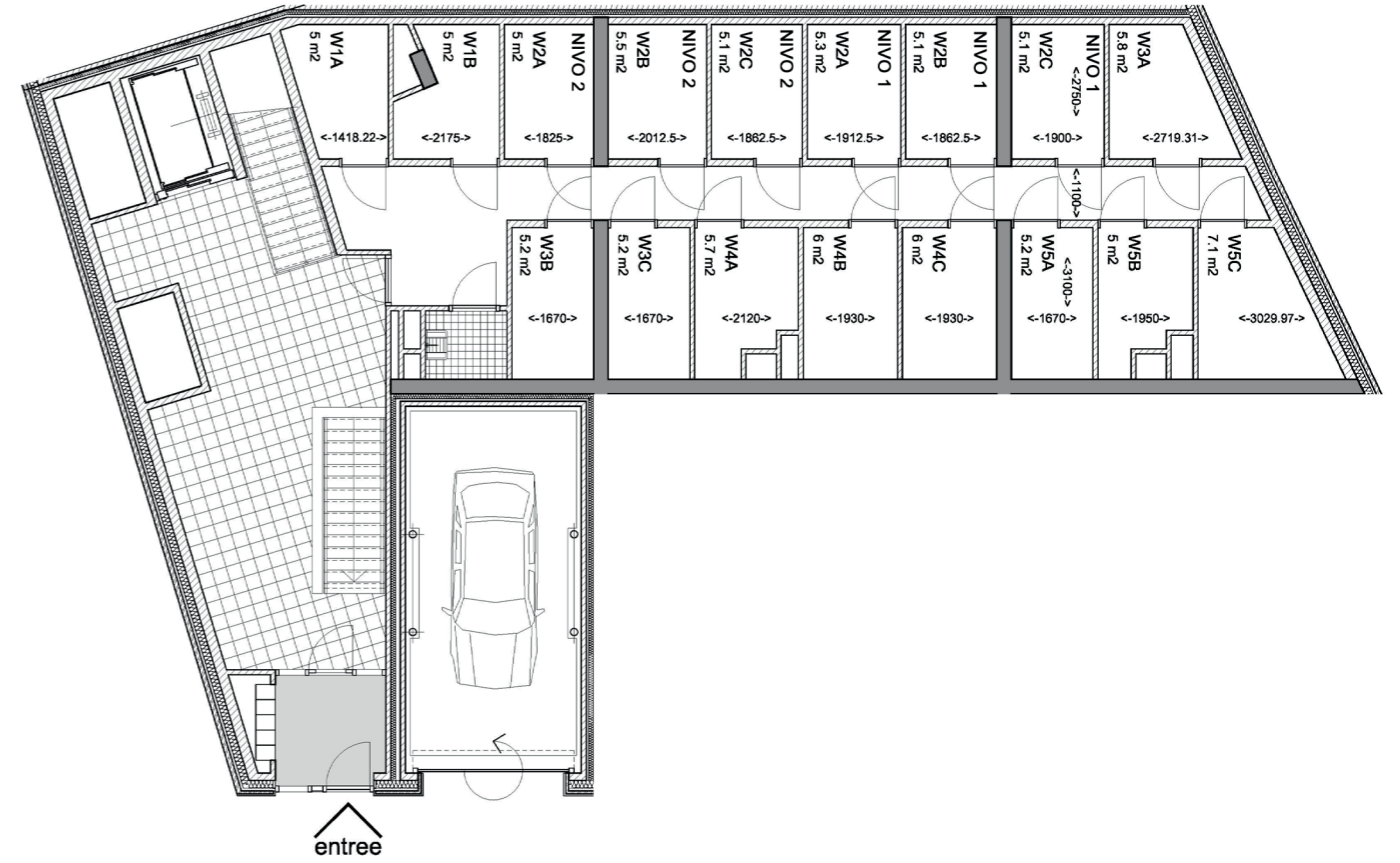 W1A
5 m2
<-1418.22->
W1B
5 m2
<-2175->
NIVO 2
W2A
5 m2
<-1825->
NIVO 2
W2B
5.5 m2
<-2012.5->
NIVO 2
W2C
5.1 m2
<-1862.5->
NIVO 1
W2A
5.3 m2
<-1912.5->
NIVO 1
W2B
5.1 m2
<-1862.5->
NIVO 1
W2C
5.1 m2
<-2750->
<-1900->
W3A
5.8 m2
<-2719.31->
<-1100->
W3B
5.2 m2
<-1670->
W3C
5.2 m2
<-1670->
W4A
5.7 m2
<-2120->
W4B
6 m2
<-1930->
W4C
6 m2
<-1930->
W5A
5.2 m2
<-3100->
<-1670->
W5B
5 m2
<-1950->
W5C
7.1 m2
<-3029.97->
entree